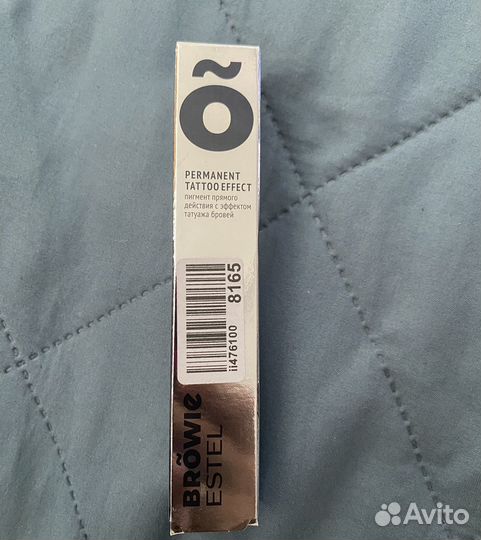 Õ
PERMANENT
TATTOO EFFECT
пигмент прямого
действия с эффектом
татуажа бровей
8165
ii476100
BRÕWIE
ESTEL
Avito